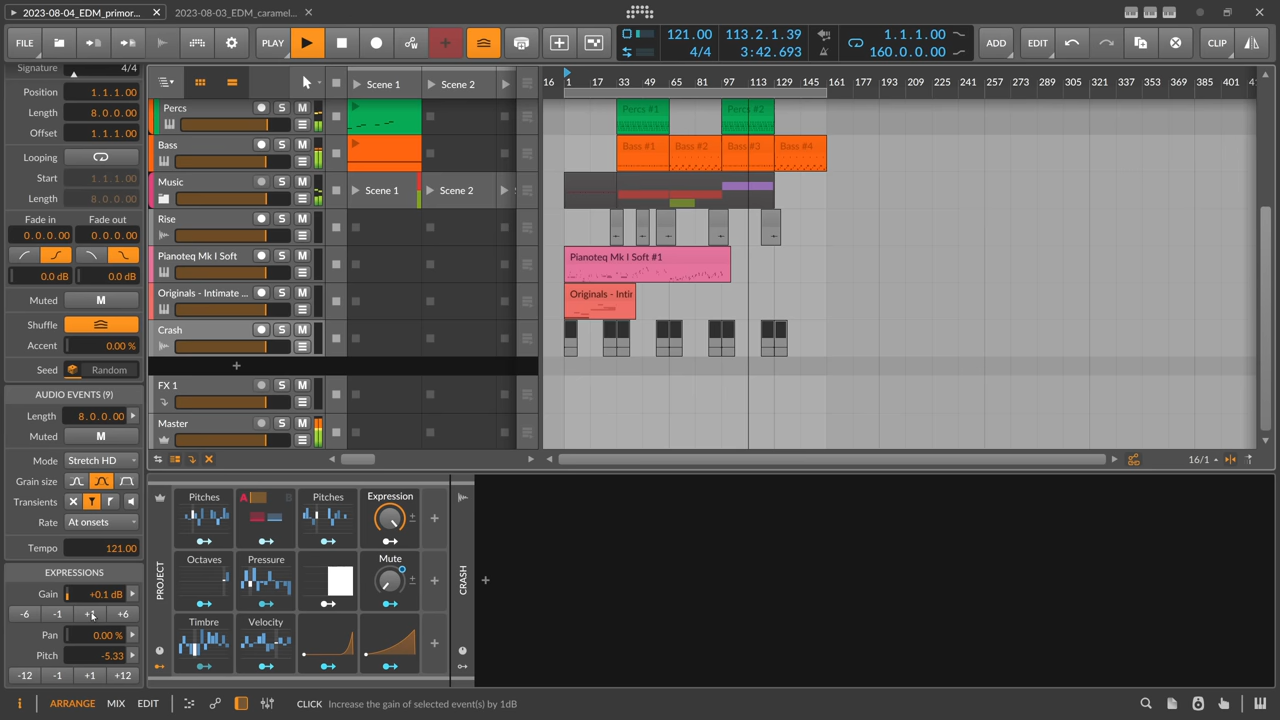 2023-08-04_EDM_primor...
2023-08-03_EDM_caramel...
FILE
PLAY
121.00
4/4
113.2.1.39
3:42.693
1.1.1.00
160.0.0.00
ADD
EDIT
CLIP
Signature 4/4
Position 1.1.1.00
Length 8.0.0.00
Offset 1.1.1.00
Looping
Start 1.1.1.00
Length 8.0.0.00
Fade in Fade out
0.0.0.00 0.0.0.00
0.0 dB 0.0 dB
Muted M
Shuffle
Accent 0.00 %
Seed Random
AUDIO EVENTS (9)
Length 8.0.0.00
Muted M
Mode Stretch HD
Grain size
Transients
Rate At onsets
Tempo 121.00
EXPRESSIONS
Gain +0.1 dB
-6 -1 +1 +6
Pan 0.00 %
Pitch -5.33
-12 -1 +1 +12
Scene 1 Scene 2
16 1 17 33 49 65 81 97 113 129 145 161 177 193 209 225 241 257 273 289 305 321 337 353 369 385 401 41
Percs S M
Percs #1 Percs #2
Bass S M
Bass #1 Bass #2 Bass #3 Bass #4
Music S M
Scene 1 Scene 2 S
Rise S M
Pianoteq Mk I Soft S M
Pianoteq Mk I Soft #1
Originals - Intimate ... S M
Originals - Intir
Crash S M
+
FX 1 S M
Master S M
16/1
PROJECT
Pitches A B Pitches Expression
Octaves Pressure Mute
Timbre Velocity
CRASH
i ARRANGE MIX EDIT
CLICK Increase the gain of selected event(s) by 1dB